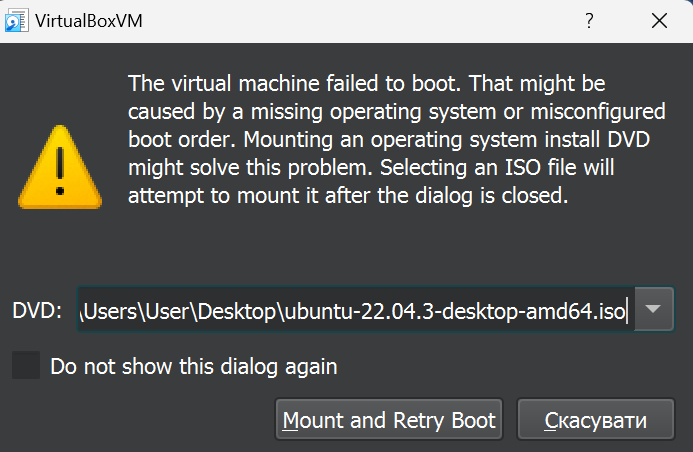 VirtualBoxVM
The virtual machine failed to boot. That might be
caused by a missing operating system or misconfigured
boot order. Mounting an operating system install DVD
might solve this problem. Selecting an ISO file will
attempt to mount it after the dialog is closed.
DVD: \Users\User\Desktop\ubuntu-22.04.3-desktop-amd64.iso
Do not show this dialog again
Mount and Retry Boot Скасувати